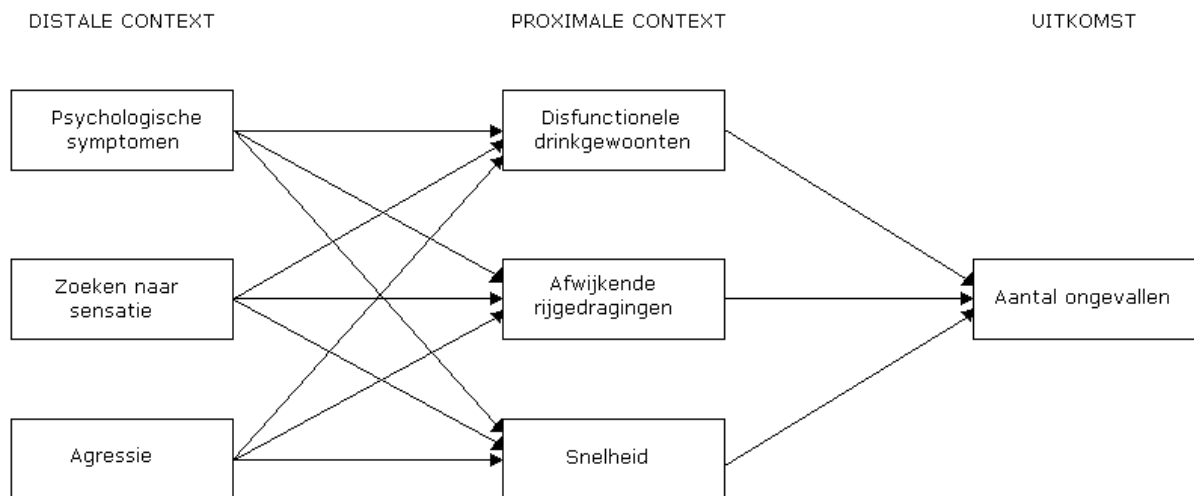 DISTALE CONTEXT
PROXIMALE CONTEXT
UITKOMST
Psychologische
symptomen
Disfunctionele
drinkgewoonten
Zoeken naar
sensatie
Afwijkende
rijgedragingen
Aantal ongevallen
Agressie
Snelheid